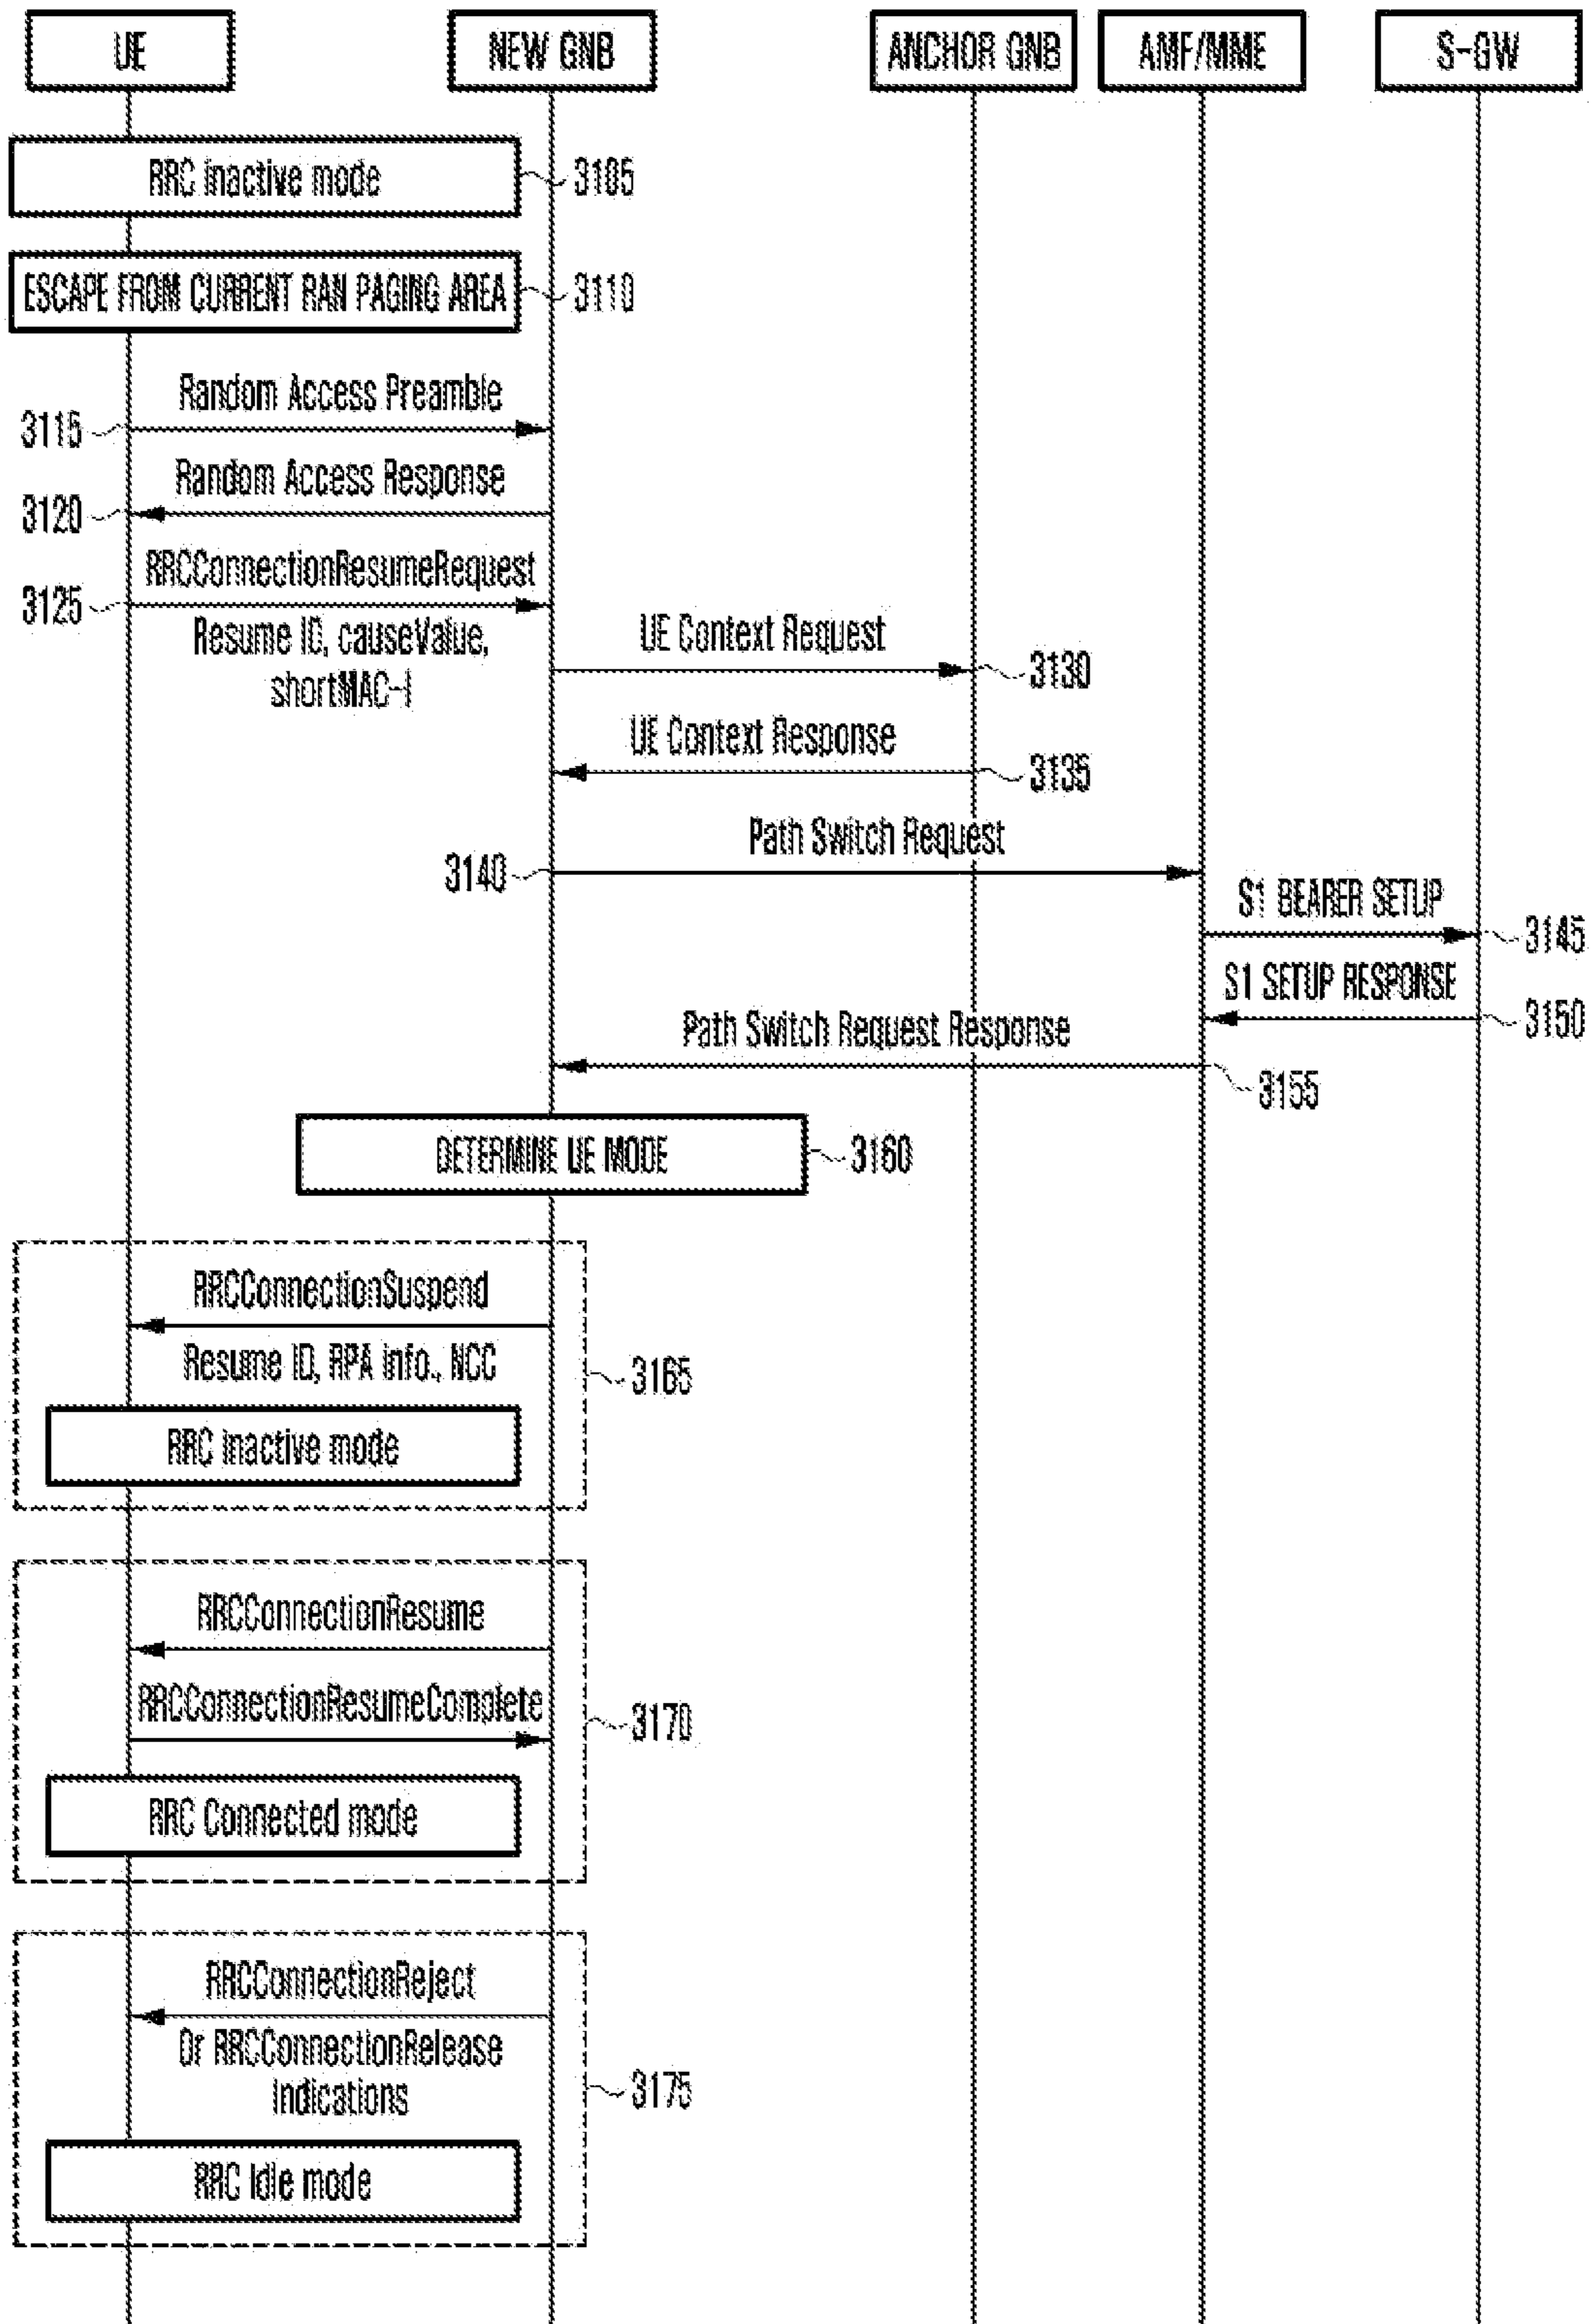 UE
NEW GNB
ANCHOR GNB
AMF/MME
S-GW
RRC inactive mode
3105
ESCAPE FROM CURRENT RAN PAGING AREA
3110
Random Access Preamble
3115
Random Access Response
3120
RRCConnectionResumeRequest
3125
Resume ID, causeValue,
shortMAC-I
UE Context Request
3130
UE Context Response
3135
Path Switch Request
3140
S1 BEARER SETUP
3145
S1 SETUP RESPONSE
3150
Path Switch Request Response
3155
DETERMINE UE MODE
3160
RRCConnectionSuspend
Resume ID, RPA info., NCC
3165
RRC inactive mode
RRCConnectionResume
RRCConnectionResumeComplete
3170
RRC Connected mode
RRCConnectionReject
Or RRCConnectionRelease
indications
3175
RRC Idle mode